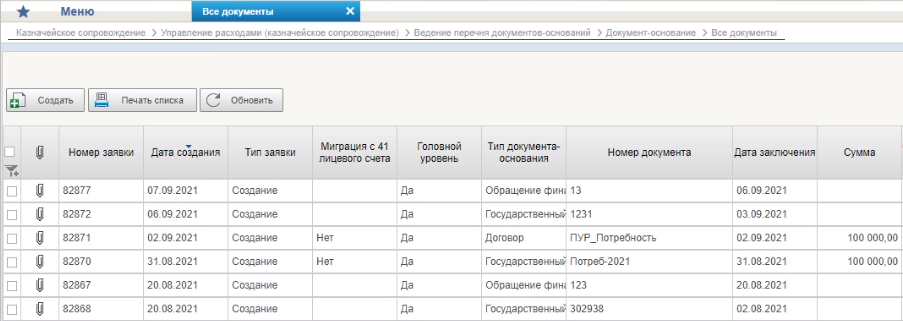 Меню Все документы
Казначейское сопровождение Управление расходами (казначейское сопровождение) Ведение перечня документов-оснований Документ-основание Все документы
Создать Печать списка Обновить
Номер заявки Дата создания Тип заявки Миграция с 41 лицевого счета Головной уровень Тип документа-основания Номер документа Дата заключения Сумма
82877 07.09.2021 Создание Да Обращение фина 13 06.09.2021
82872 06.09.2021 Создание Да Государственный 1231 03.09.2021
82871 02.09.2021 Создание Нет Да Договор ПУР_Потребность 02.09.2021 100 000,00
82870 31.08.2021 Создание Нет Да Государственный Потреб-2021 31.08.2021 100 000,00
82867 20.08.2021 Создание Да Обращение фина 123 20.08.2021
82868 20.08.2021 Создание Да Государственный 302938 02.08.2021